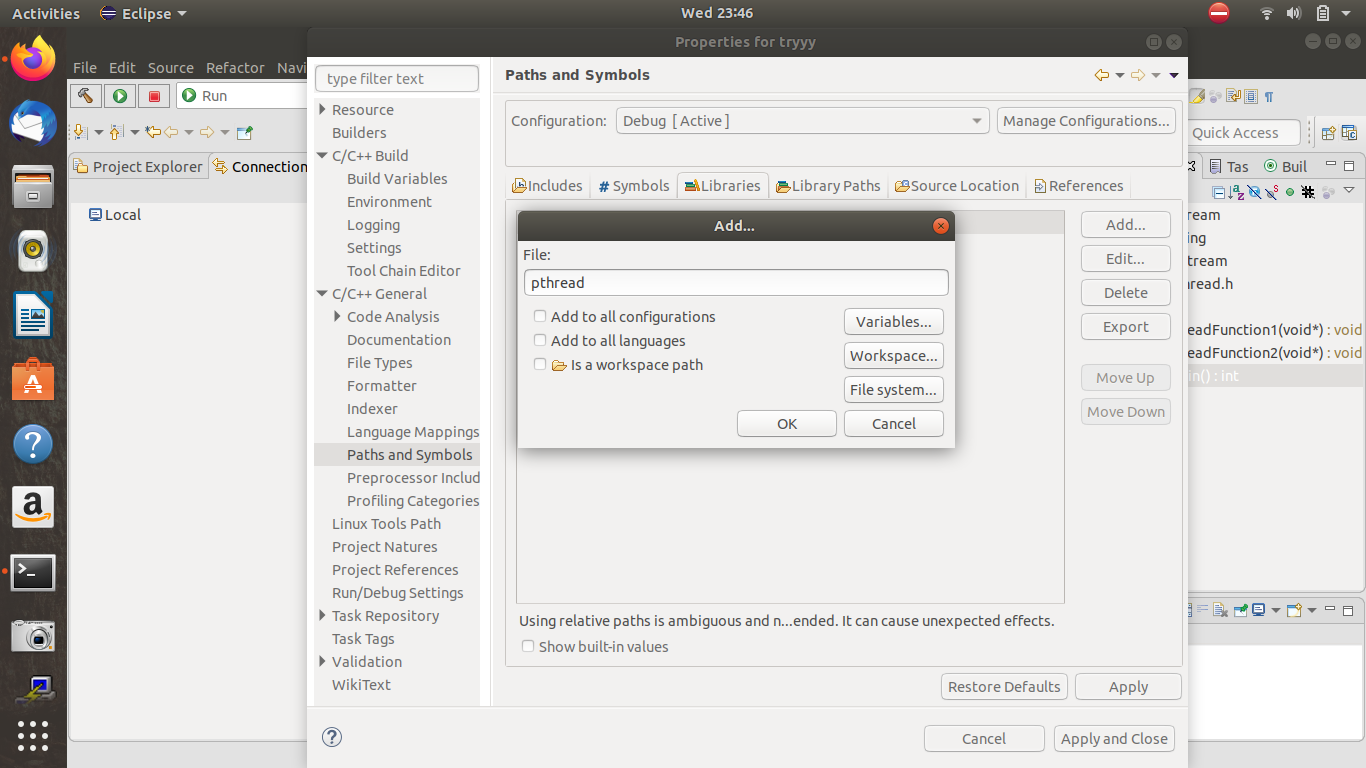 Activities Eclipse Wed 23:46
Properties for tryyy
File Edit Source Refactor Navi
Run
Quick Access
Project Explorer Connection
Local
Tas Buil
ream
ing
tream
read.h
eadFunction1(void*) : void
eadFunction2(void*) : void
in() : int
type filter text
Resource
Builders
C/C++ Build
Build Variables
Environment
Logging
Settings
Tool Chain Editor
C/C++ General
Code Analysis
Documentation
File Types
Formatter
Indexer
Language Mappings
Paths and Symbols
Preprocessor Includ
Profiling Categories
Linux Tools Path
Project Natures
Project References
Run/Debug Settings
Task Repository
Task Tags
Validation
WikiText
Paths and Symbols
Configuration: Debug [ Active ] Manage Configurations...
Includes # Symbols Libraries Library Paths Source Location References
Add...
File:
pthread
Add to all configurations
Add to all languages
Is a workspace path
Variables...
Workspace...
File system...
OK Cancel
Add...
Edit...
Delete
Export
Move Up
Move Down
Using relative paths is ambiguous and n...ended. It can cause unexpected effects.
Show built-in values
Restore Defaults Apply
Cancel Apply and Close